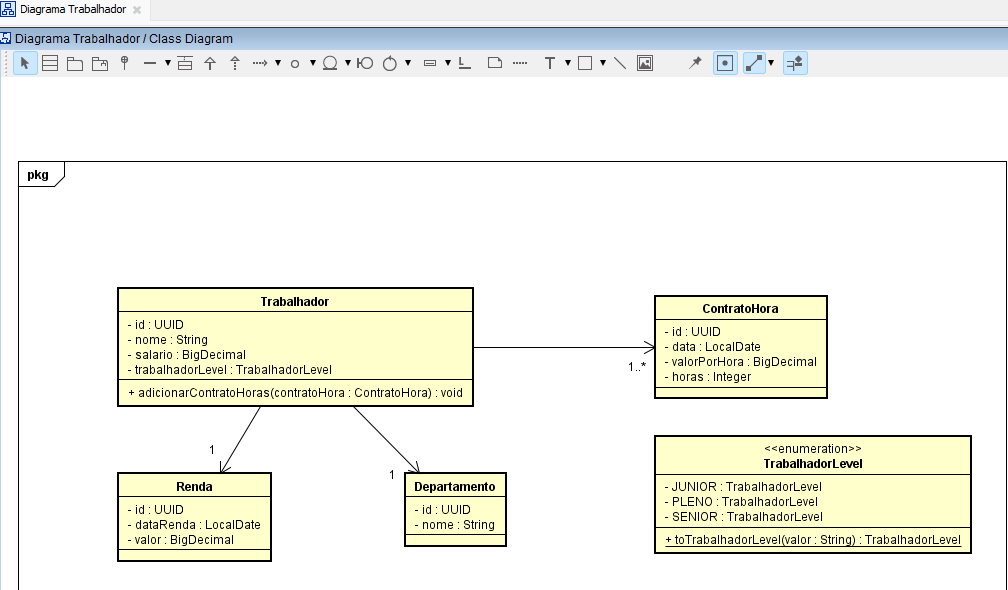 Diagrama Trabalhador
Diagrama Trabalhador / Class Diagram
T
pkg
Trabalhador
- id : UUID
- nome : String
- salario : BigDecimal
- trabalhadorLevel : TrabalhadorLevel
+ adicionarContratoHoras(contratoHora : ContratoHora) : void
1..*
ContratoHora
- id : UUID
- data : LocalDate
- valorPorHora : BigDecimal
- horas : Integer
1
Renda
- id : UUID
- dataRenda : LocalDate
- valor : BigDecimal
1
Departamento
- id : UUID
- nome : String
<<enumeration>>
TrabalhadorLevel
- JUNIOR : TrabalhadorLevel
- PLENO : TrabalhadorLevel
- SENIOR : TrabalhadorLevel
+ toTrabalhadorLevel(valor : String) : TrabalhadorLevel